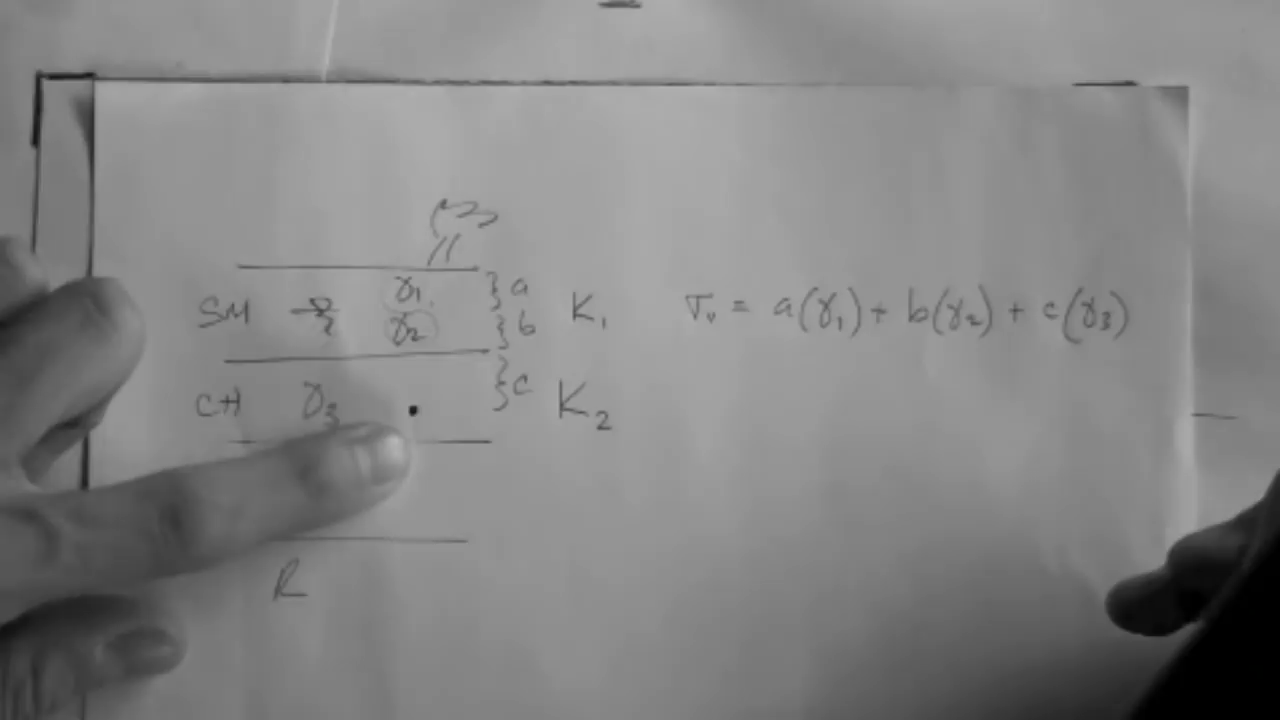 γ1 } a
SM γ2 } b K₁ σᵥ = a(γ₁) + b(γ₂) + c(γ₃)
CH γ3 } c K₂
R